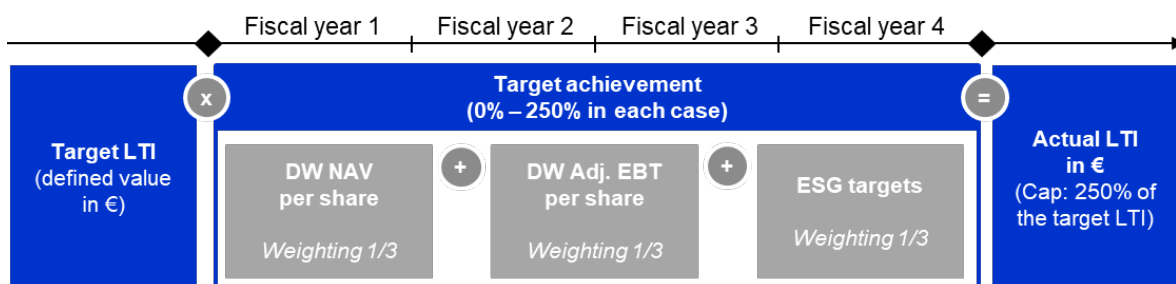 Fiscal year 1
Fiscal year 2
Fiscal year 3
Fiscal year 4
Target LTI
(defined value
in €)
x
Target achievement
(0% – 250% in each case)
DW NAV
per share
Weighting 1/3
+
DW Adj. EBT
per share
Weighting 1/3
+
ESG targets
Weighting 1/3
=
Actual LTI
in €
(Cap: 250% of
the target LTI)